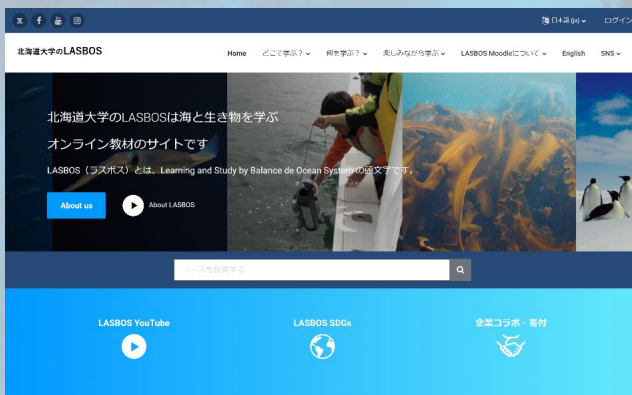 日本語 (ja)
ログイン
北海道大学のLASBOS
Home
どこで学ぶ？
何を学ぶ？
楽しみながら学ぶ
LASBOS Moodleについて
English
SNS
北海道大学のLASBOSは海と生き物を学ぶ
オンライン教材のサイトです
LASBOS（ラスボス）とは、Learning and Study by Balance de Ocean System の頭文字です。
About us
About LASBOS
コースを検索する
LASBOS YouTube
LASBOS SDGs
企業コラボ・寄付